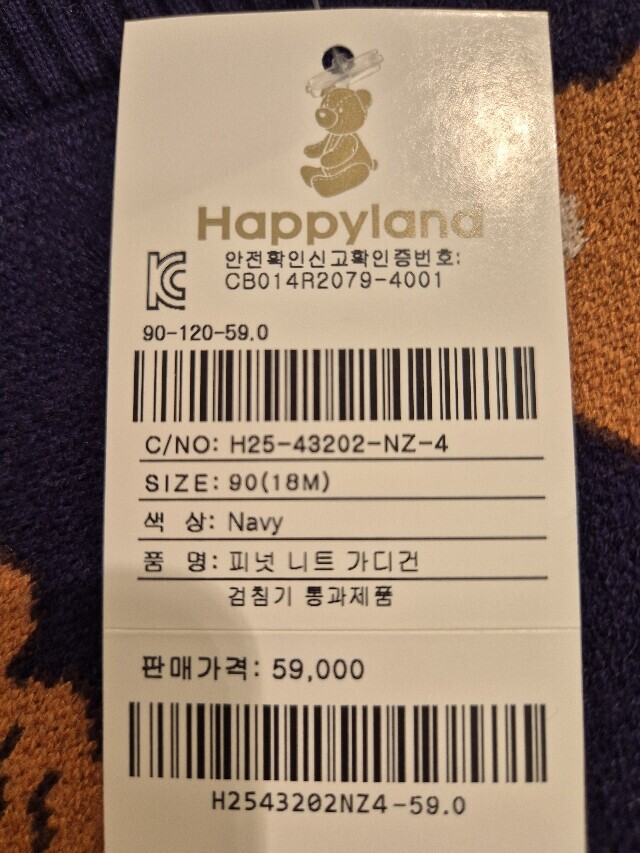 Happyland
안전확인신고확인증번호:
CB014R2079-4001
90-120-59.0
C/NO: H25-43202-NZ-4
SIZE: 90(18M)
색 상: Navy
품 명: 피넛 니트 가디건
검침기 통과제품
판매가격: 59,000
H2543202NZ4-59.0